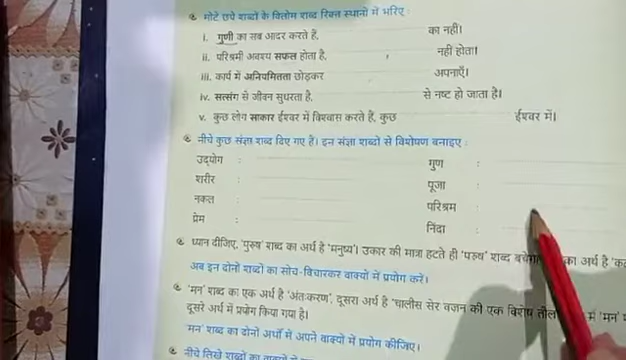 मोटे छपे शब्दों के विलोम शब्द रिक्त स्थानों में भरिए :
i. गुणी का सब आदर करते हैं, का नहीं।
ii. परिश्रमी अवश्य सफल होता है, नहीं होता।
iii. कार्य में अनियमितता छोड़कर अपनाएँ।
iv. सत्संग से जीवन सुधरता है, से नष्ट हो जाता है।
v. कुछ लोग साकार ईश्वर में विश्वास करते हैं, कुछ ईश्वर में।
नीचे कुछ संज्ञा शब्द दिए गए हैं। इन संज्ञा शब्दों से विशेषण बनाइए :
उद्योग : गुण :
शरीर : पूजा :
नकल : परिश्रम :
प्रेम : निंदा :
ध्यान दीजिए, 'पुरुष' शब्द का अर्थ है 'मनुष्य'। उकार की मात्रा हटते ही 'परुष' शब्द का अर्थ है
अब इन दोनों शब्दों का सोच-विचारकर वाक्यों में प्रयोग करें।
'मन' शब्द का एक अर्थ है 'अंतःकरण', दूसरा अर्थ है 'चालीस सेर वजन की एक विशेष तौल में 'मन'
दूसरे अर्थ में प्रयोग किया गया है।
'मन' शब्द का दोनों अर्थों में अपने वाक्यों में प्रयोग कीजिए।
नीचे लिखे शब्दों का